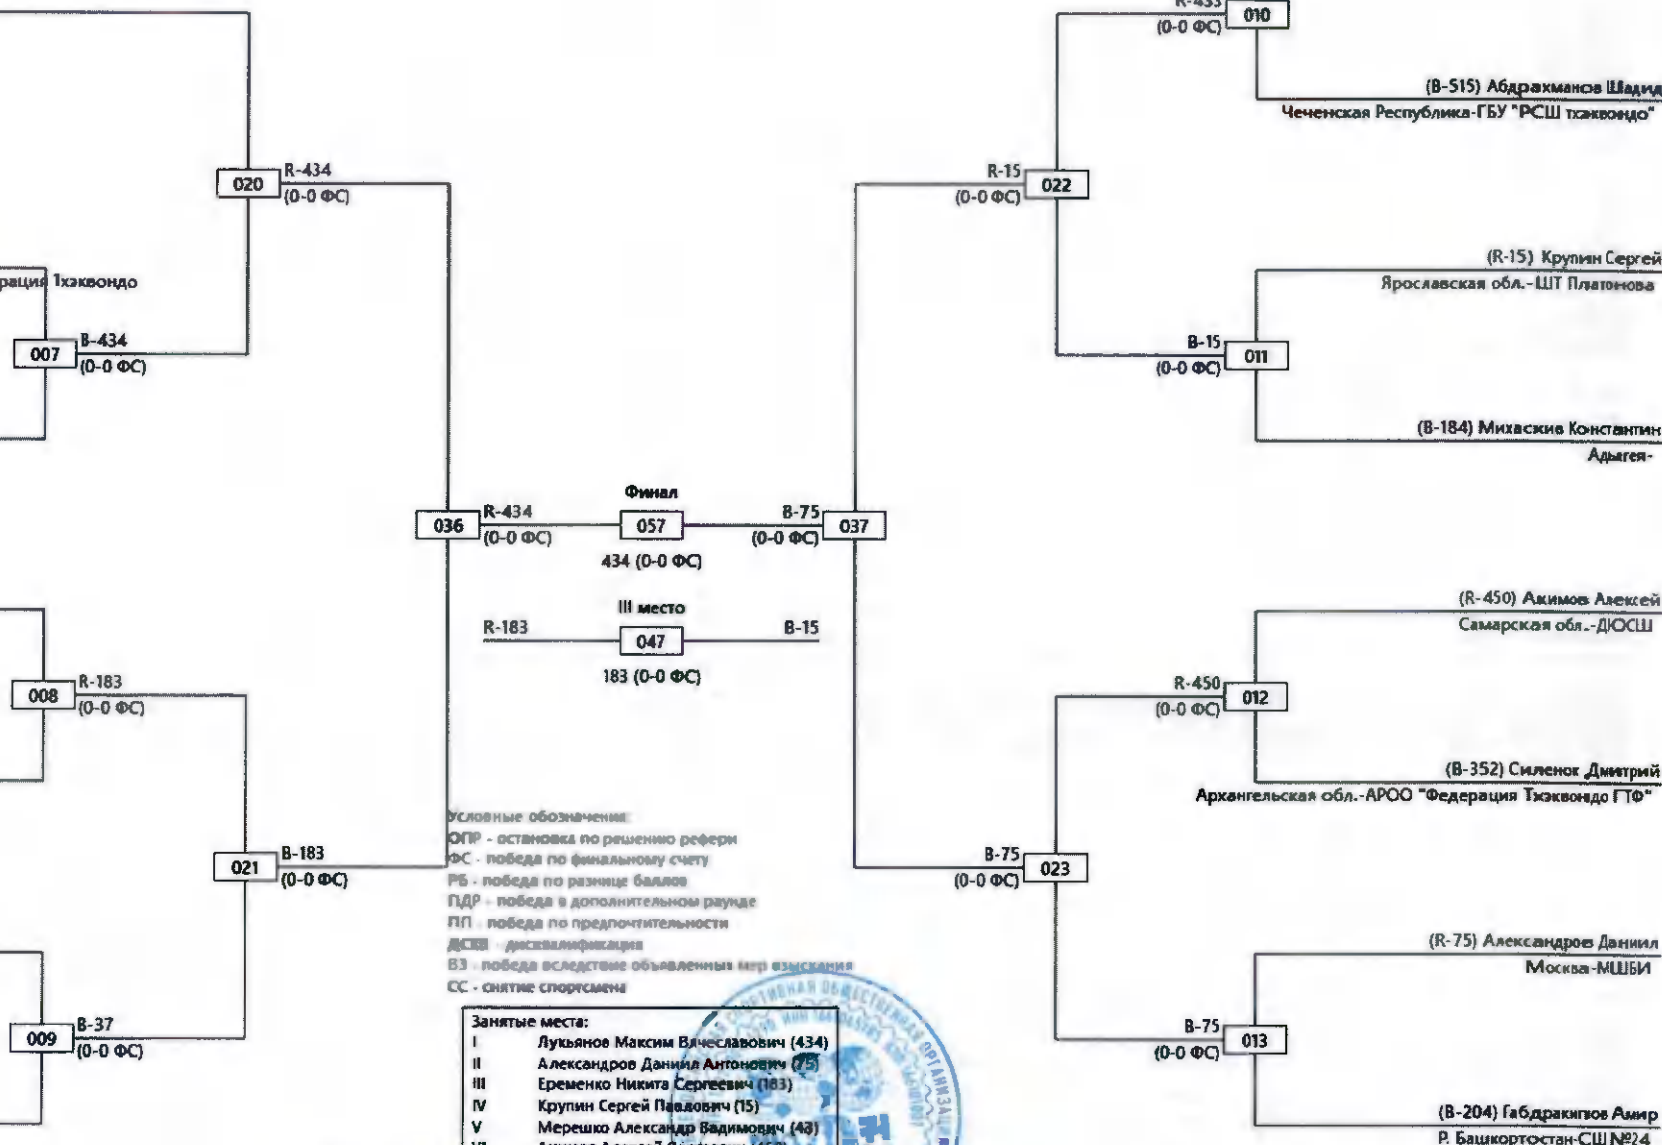 R-433
010
(0-0 ФС)
(B-515) Абдрахманов Шадид
Чеченская Республика-ГБУ "РСШ тхэквондо"
020
R-434
(0-0 ФС)
R-15
(0-0 ФС)
022
рация Тхэквондо
(R-15) Крупин Сергей
Ярославская обл.-ШТ Платонова
007
B-434
(0-0 ФС)
B-15
(0-0 ФС)
011
(B-184) Михаскив Константин
Адыгея-
Финал
036
R-434
(0-0 ФС)
057
B-75
(0-0 ФС)
037
434 (0-0 ФС)
III место
R-183
047
B-15
183 (0-0 ФС)
(R-450) Акимов Алексей
Самарская обл.-ДЮСШ
008
R-183
(0-0 ФС)
R-450
(0-0 ФС)
012
(B-352) Силенок Дмитрий
Архангельская обл.-АРОО "Федерация Тхэквондо ГТФ"
Условные обозначения:
ОПР - остановка по решению рефери
ФС - победа по финальному счету
РБ - победа по разнице баллов
ПДР - победа в дополнительном раунде
ПП - победа по предпочтительности
ДСКВ - дисквалификация
ВЗ - победа вследствие объявленных мер взыскания
СС - снятие спортсмена
021
B-183
(0-0 ФС)
B-75
(0-0 ФС)
023
(R-75) Александров Даниил
Москва-МШБИ
009
B-37
(0-0 ФС)
B-75
(0-0 ФС)
013
(B-204) Габдракипов Амир
Р. Башкортостан-СШ №24
Занятые места:
I Лукьянов Максим Вячеславович (434)
II Александров Даниил Антонович (75)
III Еременко Никита Сергеевич (183)
IV Крупин Сергей Павлович (15)
V Мерешко Александр Вадимович (43)
VI